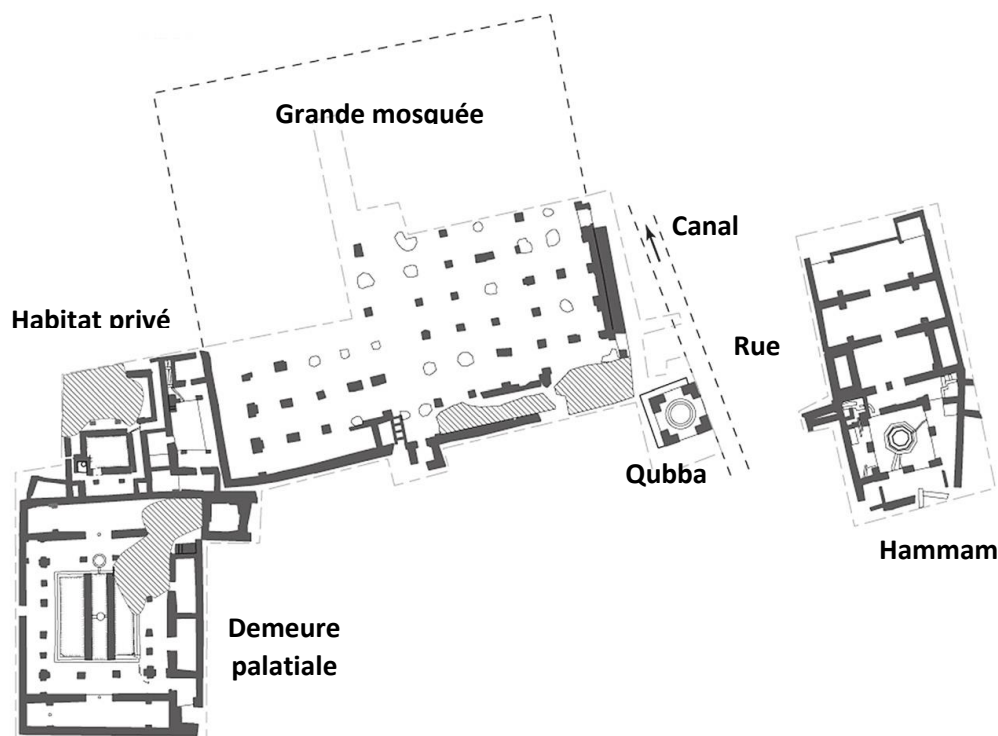 Grande mosquée
Canal
Habitat privé
Rue
Qubba
Hammam
Demeure
palatiale